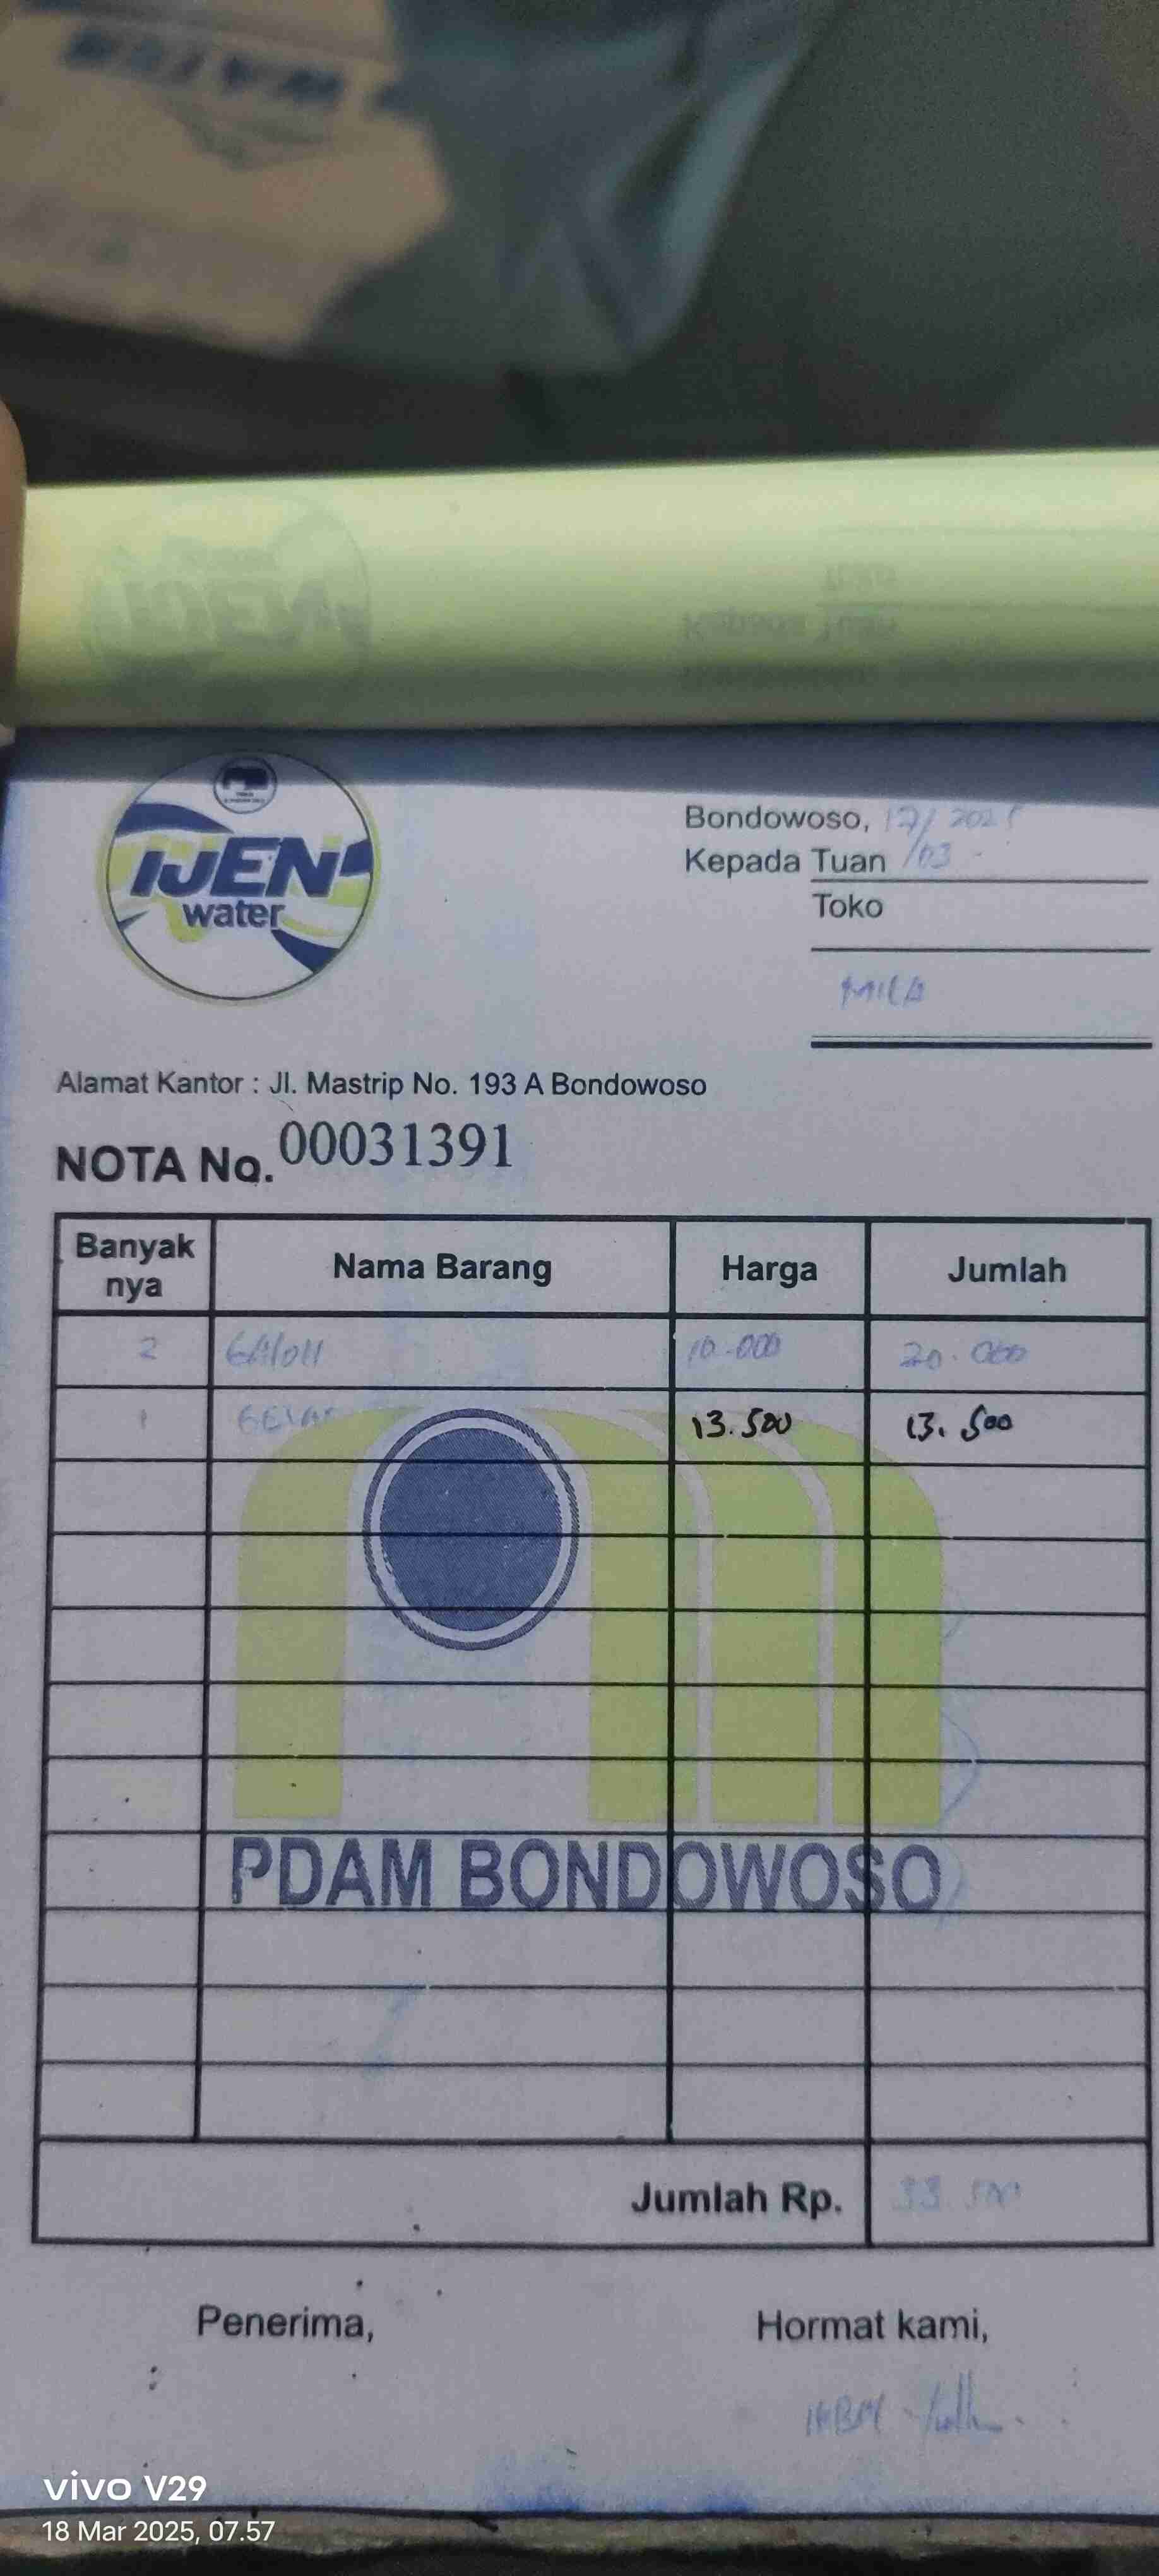 WATER
IJEN
water
Bondowoso, 17/03 2025
Kepada Tuan
Toko
MILA
Alamat Kantor : Jl. Mastrip No. 193 A Bondowoso
NOTA No. 00031391
Banyak nya Nama Barang Harga Jumlah
2 GAlON 10.000 20.000
1 GELAS 13.500 13.500
PDAM BONDOWOSO
Jumlah Rp. 33.500
Penerima, Hormat kami,
vivo V29
18 Mar 2025, 07.57